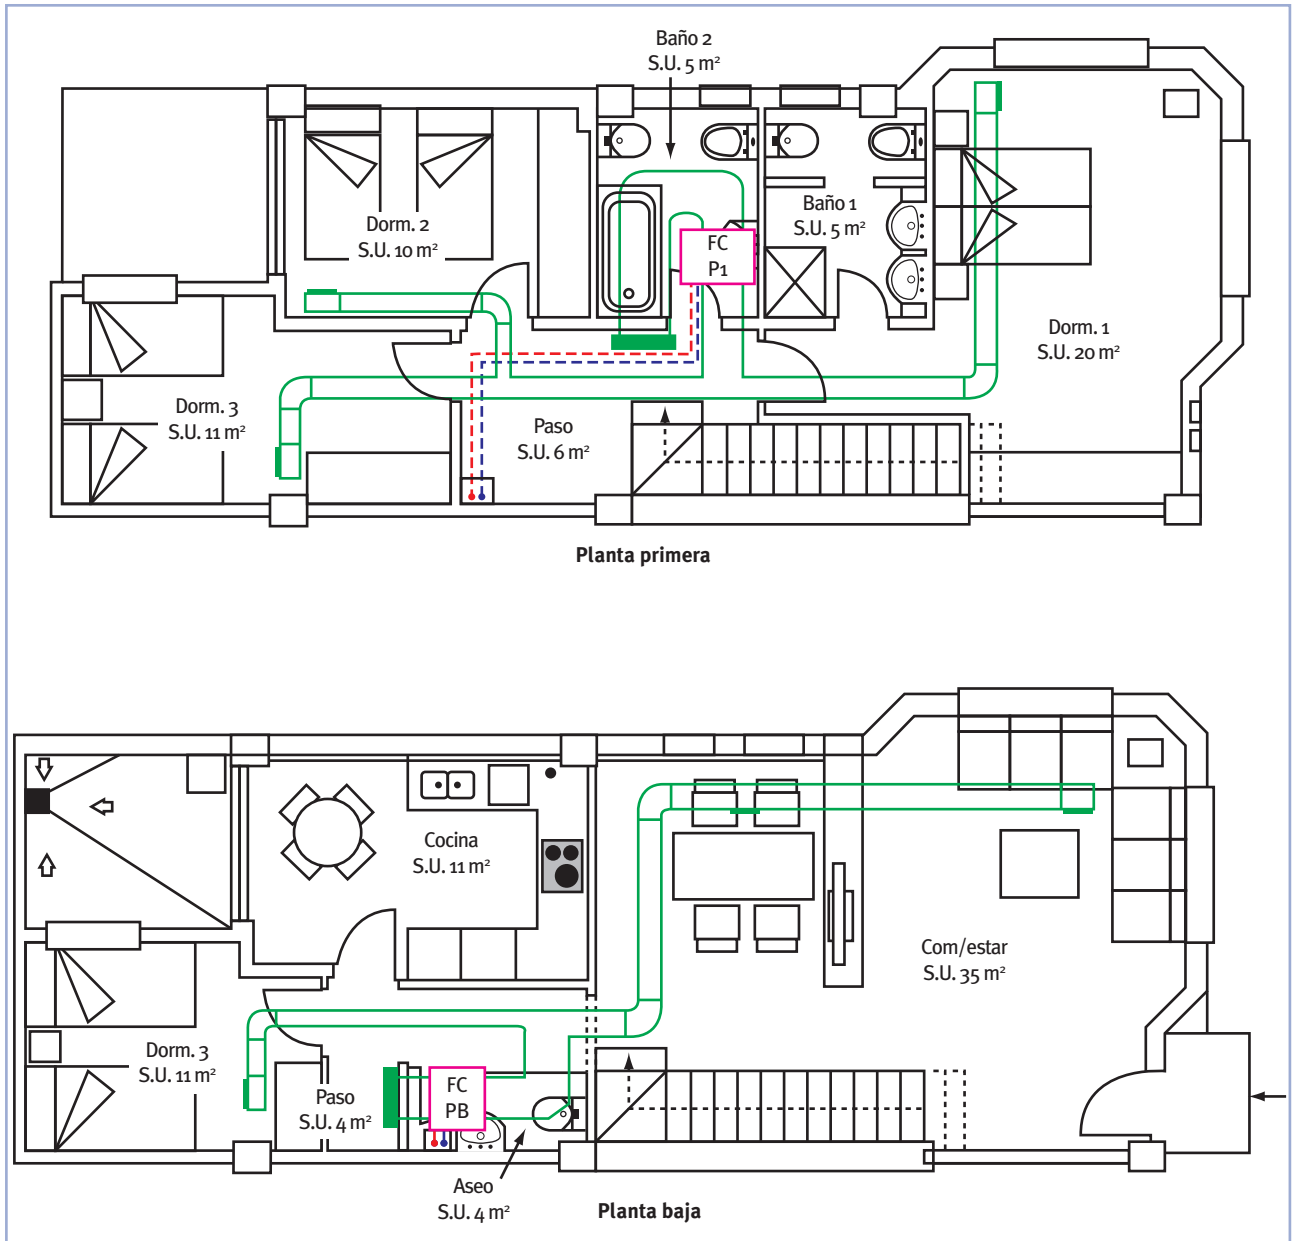 Baño 2
S.U. 5 m²
Dorm. 2
S.U. 10 m²
Baño 1
S.U. 5 m²
FC
P1
Dorm. 1
S.U. 20 m²
Dorm. 3
S.U. 11 m²
Paso
S.U. 6 m²
Planta primera
Cocina
S.U. 11 m²
Com/estar
S.U. 35 m²
Dorm. 3
S.U. 11 m²
Paso
S.U. 4 m²
FC
PB
Aseo
S.U. 4 m²
Planta baja